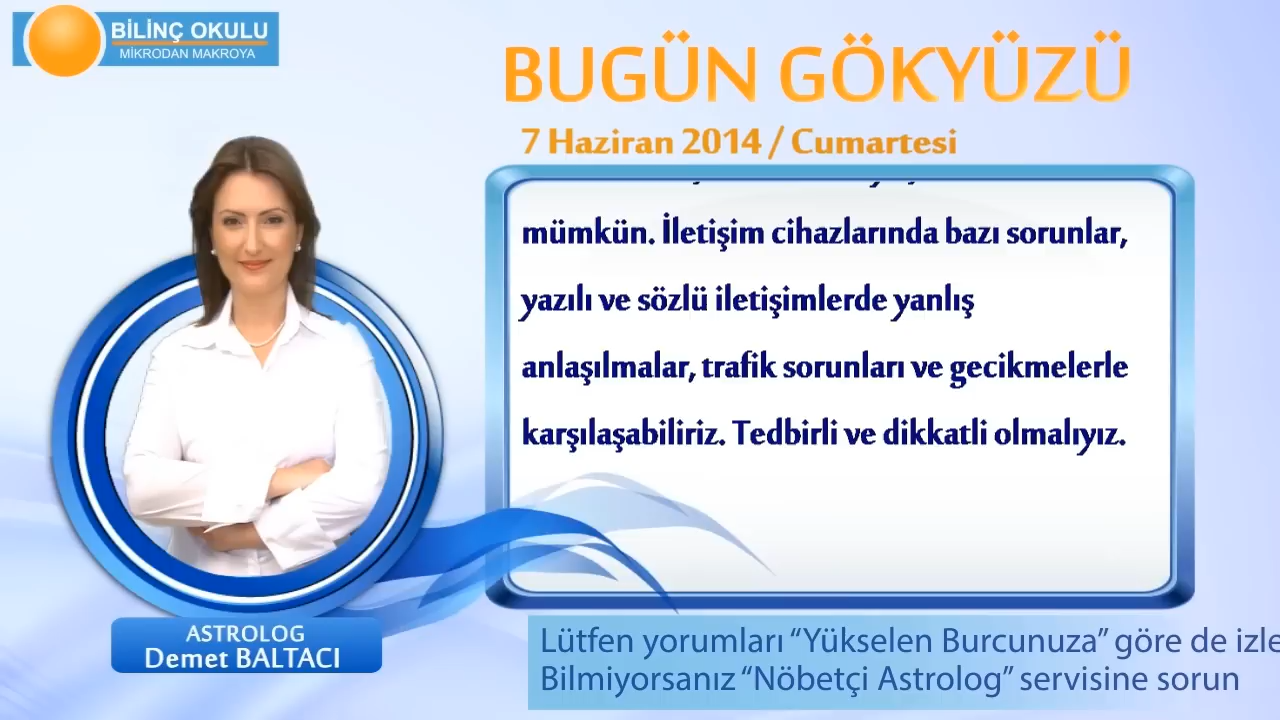 BİLİNÇ OKULU
MİKRODAN MAKROYA
BUGÜN GÖKYÜZÜ
7 Haziran 2014 / Cumartesi
mümkün. İletişim cihazlarında bazı sorunlar,
yazılı ve sözlü iletişimlerde yanlış
anlaşılmalar, trafik sorunları ve gecikmelerle
karşılaşabiliriz. Tedbirli ve dikkatli olmalıyız.
ASTROLOG
Demet BALTACI
Lütfen yorumları “Yükselen Burcunuza” göre de izle
Bilmiyorsanız “Nöbetçi Astrolog” servisine sorun